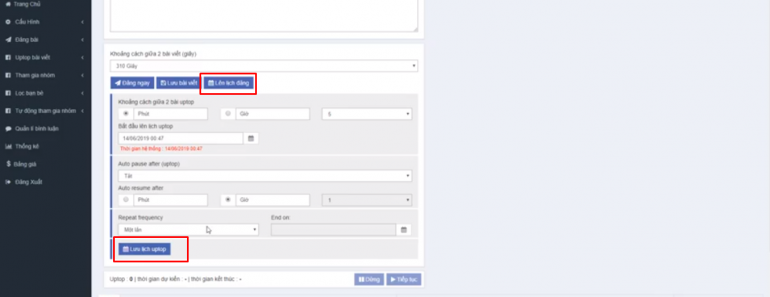 Trang Chủ
Cấu Hình
Đăng bài
Uptop bài viết
Tham gia nhóm
Lọc bạn bè
Tự đông tham gia nhóm
Quản lí bình luận
Thống kê
Bảng giá
Đăng Xuất
Khoảng cách giữa 2 bài viết (giây)
310 Giây
Đăng ngay
Lưu bài viết
Lên lịch đăng
Khoảng cách giữa 2 bài uptop
Phút
Giờ
5
Bắt đầu lên lịch uptop
14/06/2019 00:47
Thời gian hệ thống : 14/06/2019 00:47
Auto pause after (uptop)
Tắt
Auto resume after
Phút
Giờ
1
Repeat frequency
End on
Một lần
Lưu lịch uptop
Uptop : 0 | thời gian dự kiến: - | thời gian kết thúc: -
Dừng
Tiếp tục